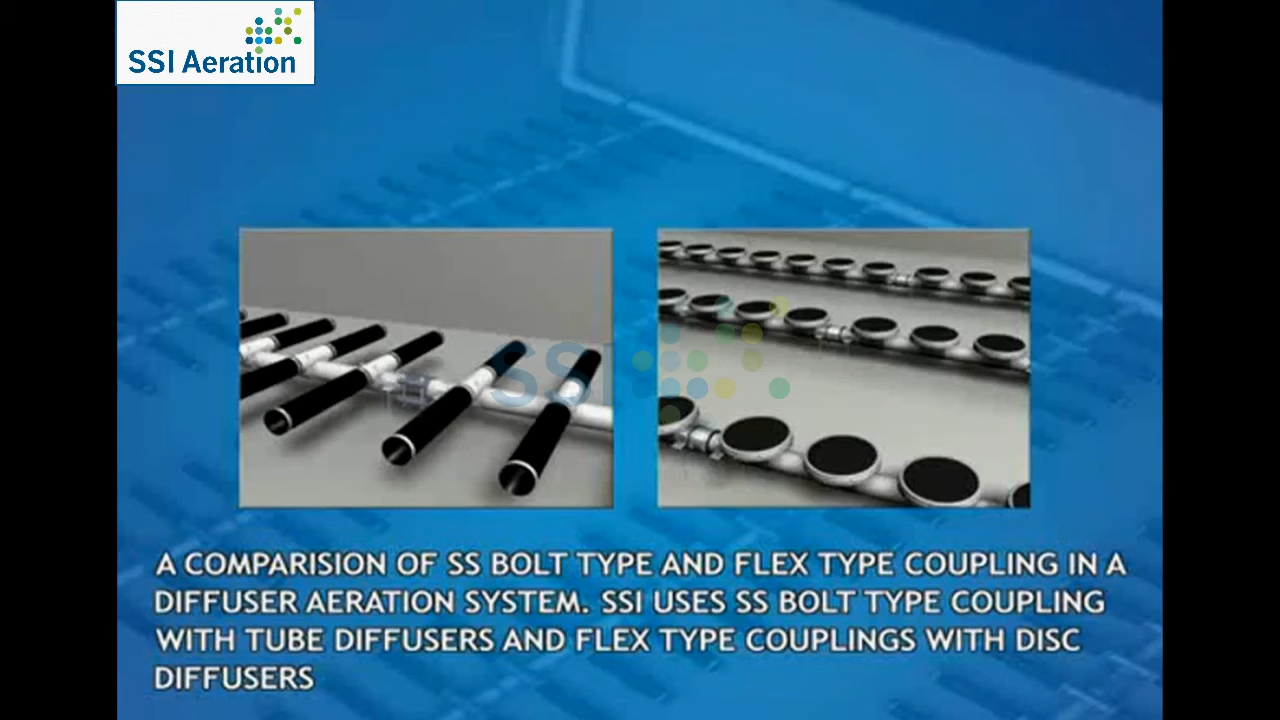 SSI Aeration
SSI
A COMPARISION OF SS BOLT TYPE AND FLEX TYPE COUPLING IN A
DIFFUSER AERATION SYSTEM. SSI USES SS BOLT TYPE COUPLING
WITH TUBE DIFFUSERS AND FLEX TYPE COUPLINGS WITH DISC
DIFFUSERS